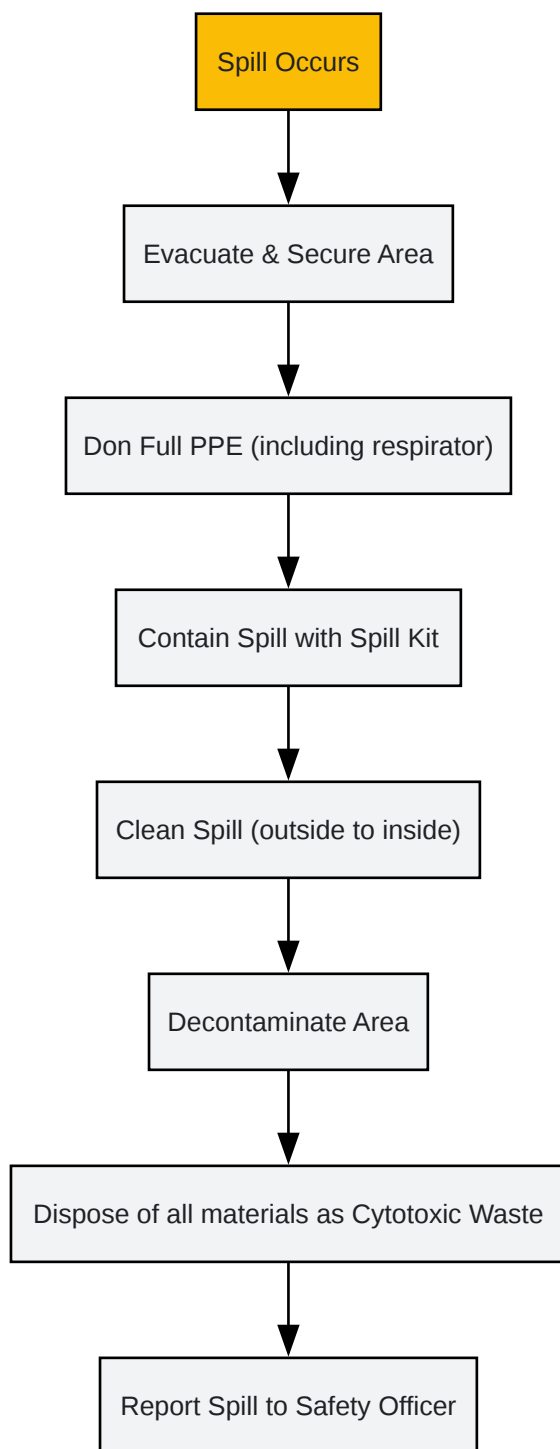 Spill Occurs
Evacuate & Secure Area
Don Full PPE (including respirator)
Contain Spill with Spill Kit
Clean Spill (outside to inside)
Decontaminate Area
Dispose of all materials as Cytotoxic Waste
Report Spill to Safety Officer